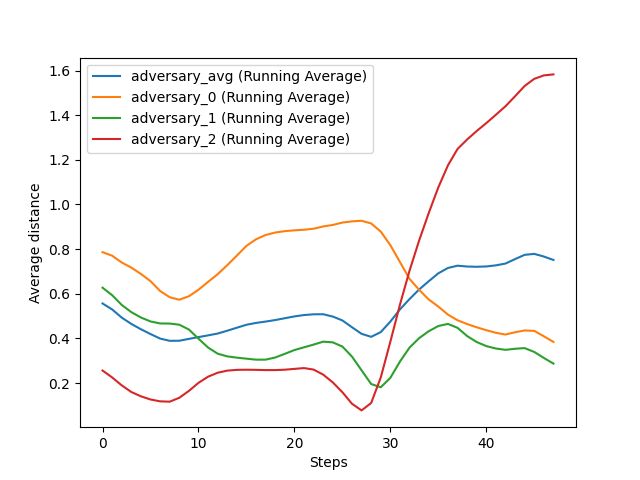 adversary_avg (Running Average)
adversary_0 (Running Average)
adversary_1 (Running Average)
adversary_2 (Running Average)
1.6
1.4
1.2
1.0
0.8
0.6
0.4
0.2
Average distance
0
10
20
30
40
Steps